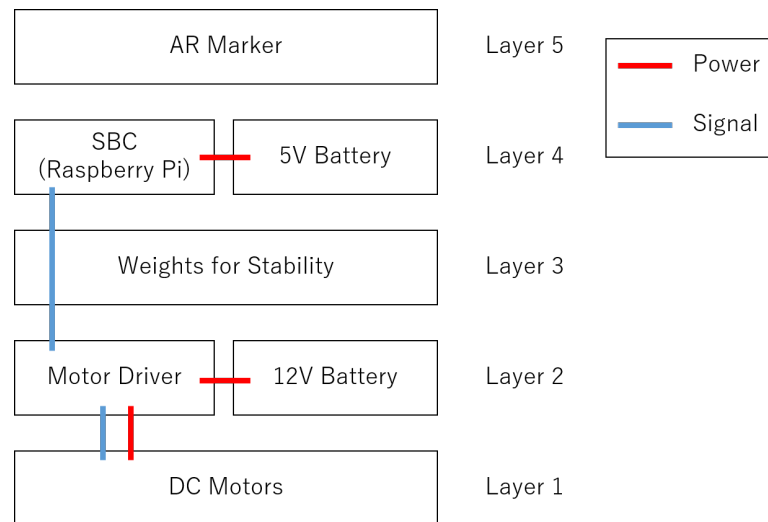 AR Marker
Layer 5
Power
Signal
SBC
(Raspberry Pi)
5V Battery
Layer 4
Weights for Stability
Layer 3
Motor Driver
12V Battery
Layer 2
DC Motors
Layer 1